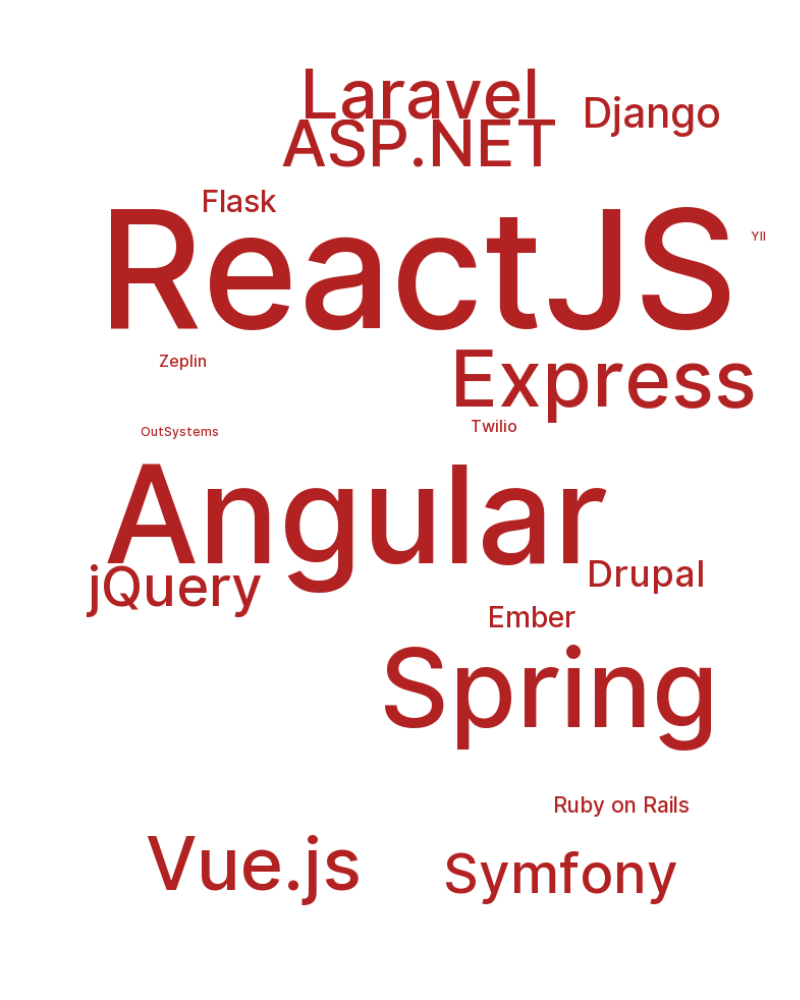 Laravel
Django
ASP.NET
Flask
ReactJS
YII
Zeplin
Express
Twilio
OutSystems
Angular
Drupal
jQuery
Ember
Spring
Ruby on Rails
Vue.js
Symfony